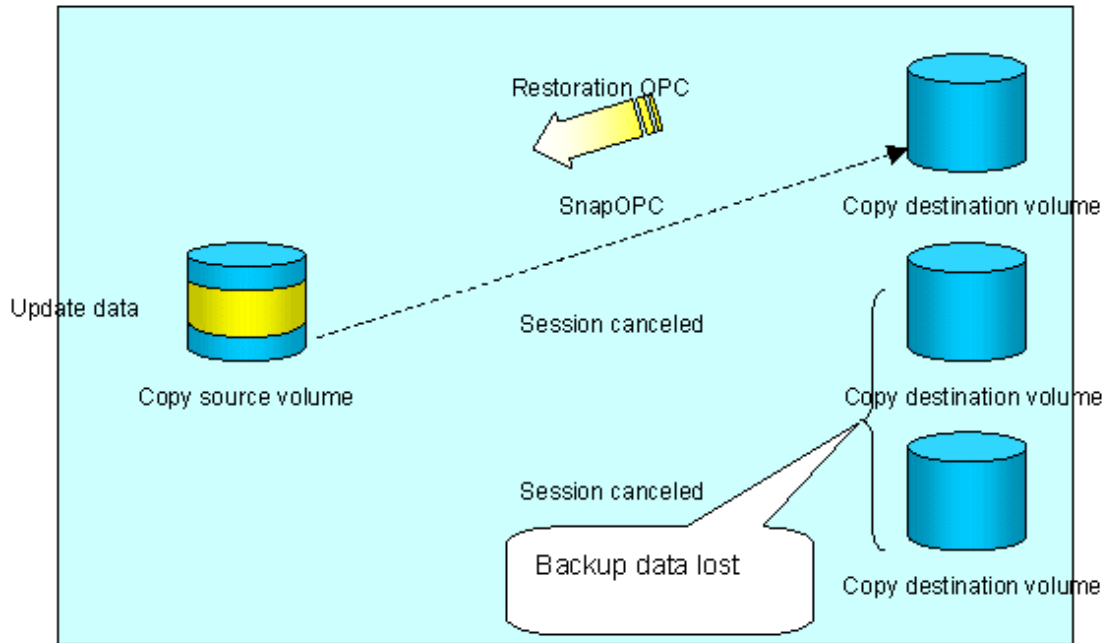 Restoration OPC
SnapOPC
Copy destination volume
Update data
Session canceled
Copy source volume
Copy destination volume
Session canceled
Backup data lost
Copy destination volume